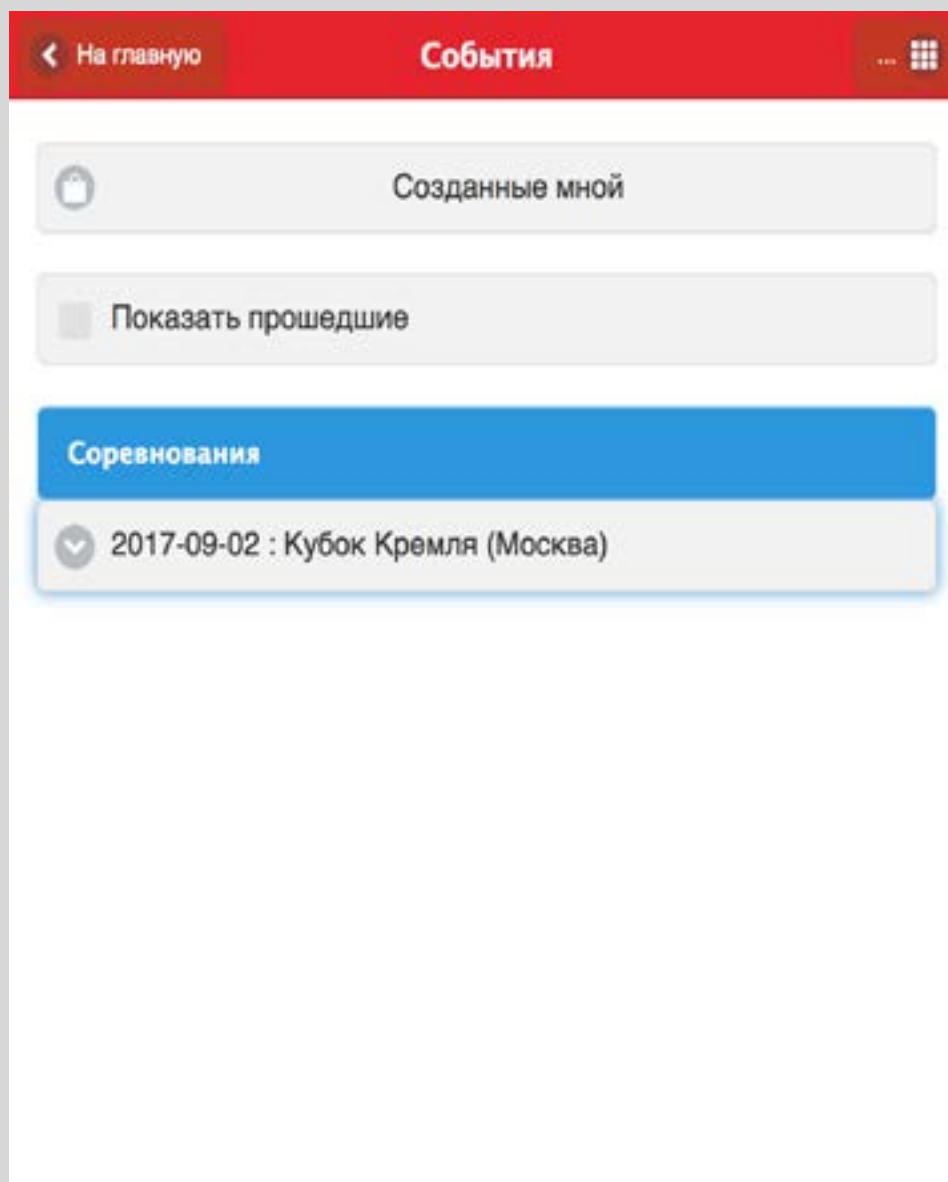 На главную
События
...
Созданные мной
Показать прошедшие
Соревнования
2017-09-02 : Кубок Кремля (Москва)